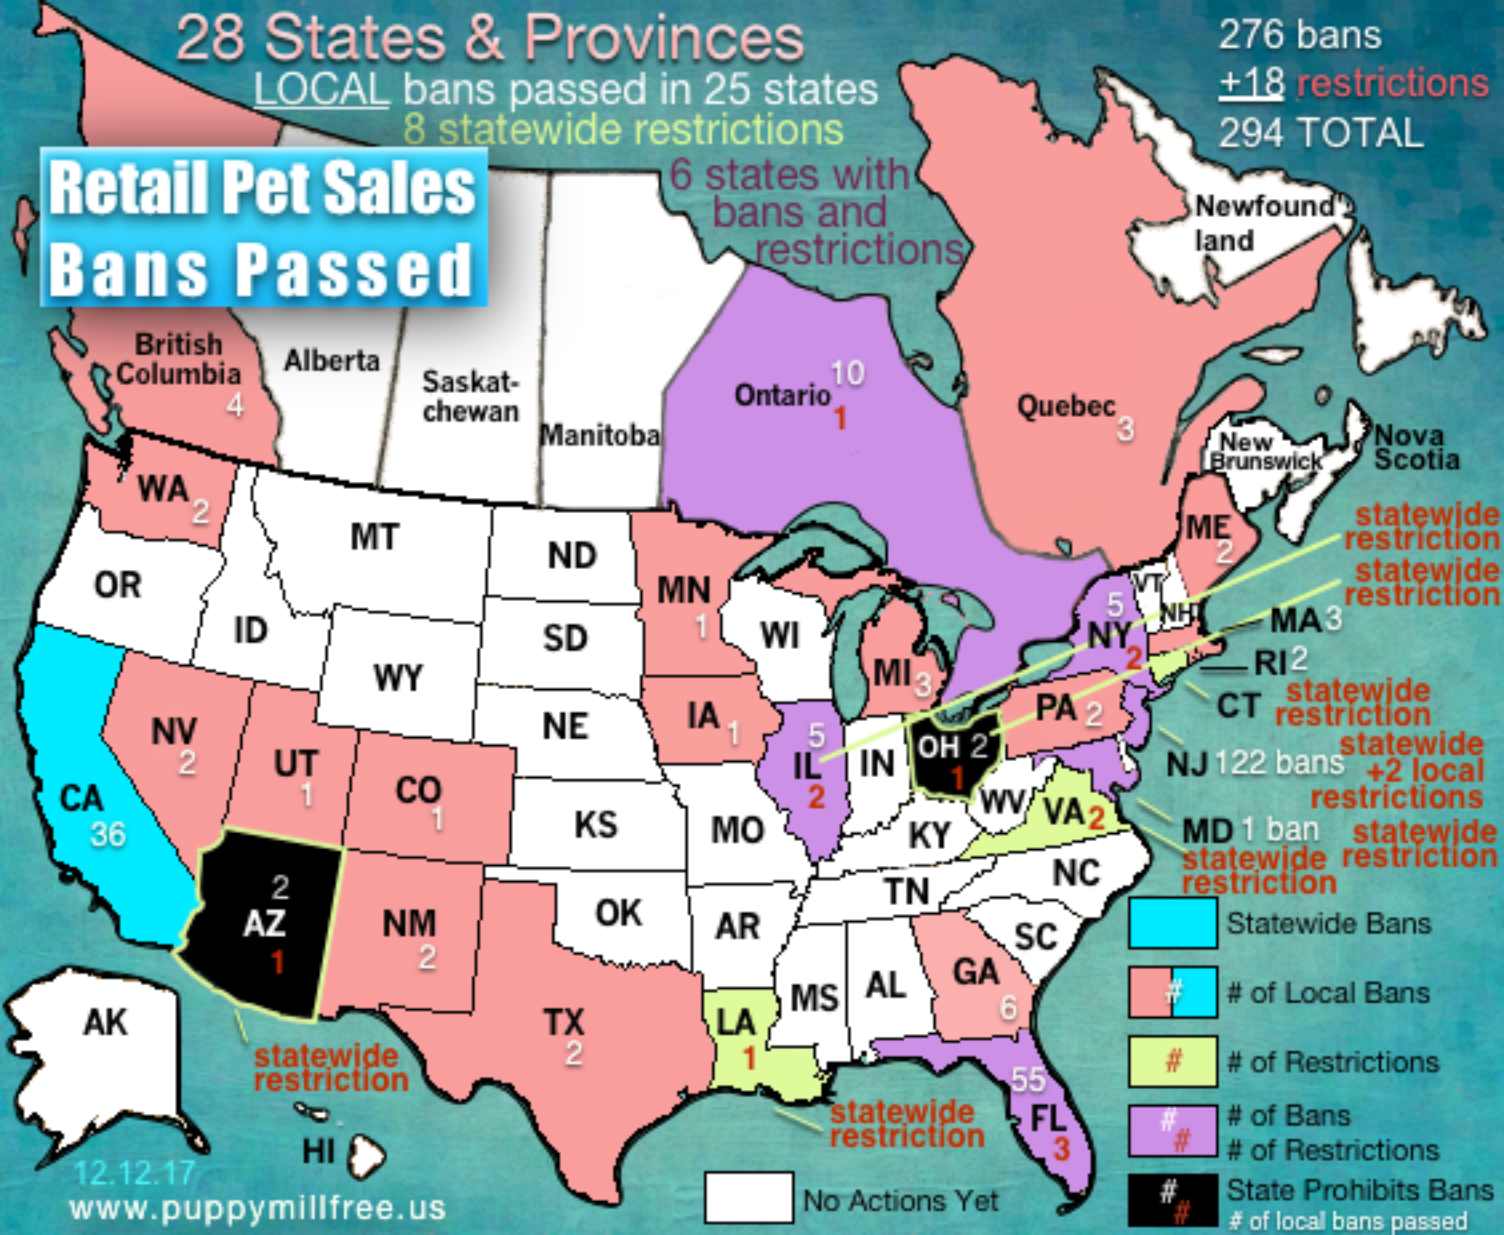 28 States & Provinces
LOCAL bans passed in 25 states
8 statewide restrictions
276 bans
+18 restrictions
294 TOTAL
Retail Pet Sales
Bans Passed
6 states with
bans and
restrictions
Newfound
land
British
Columbia
4
Alberta
Saskat-
chewan
Manitoba
Ontario 10
1
Quebec 3
New
Brunswick
Nova
Scotia
WA 2
MT
ND
MN
1
OR
ID
SD
WI
WY
MI 3
ME
2
VT
NH
5
NY
2
statewide
restriction
statewide
restriction
MA 3
RI 2
CT statewide
restriction
NJ 122 bans statewide
+2 local
restrictions
MD 1 ban statewide
restriction
statewide
restriction
NV
2
UT
1
CO
1
NE
IA 1
5
IL
2
IN
OH 2
1
PA 2
CA
36
KS
MO
KY
WV
VA 2
2
AZ
1
NM
2
OK
AR
TN
NC
SC
TX
2
LA
1
MS
AL
GA
6
55
FL
3
AK
HI
statewide
restriction
statewide
restriction
12.12.17
www.puppymillfree.us
No Actions Yet
Statewide Bans
# # of Local Bans
# # of Restrictions
# # of Bans
# # of Restrictions
# State Prohibits Bans
# # of local bans passed